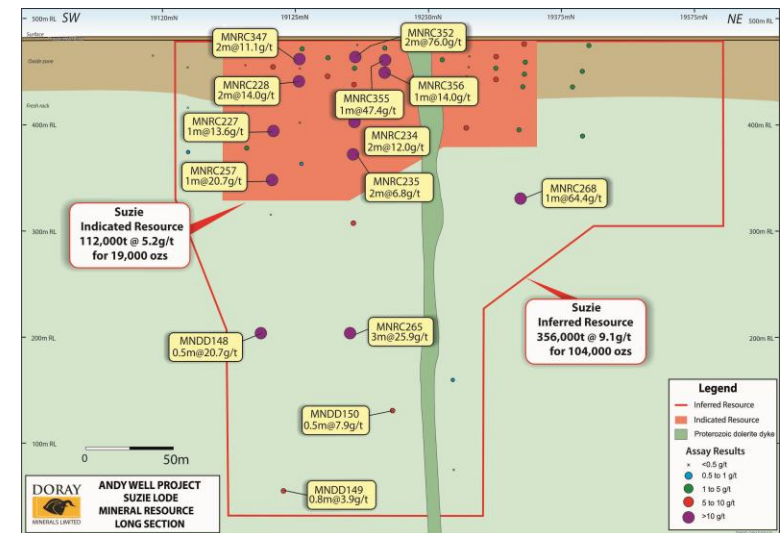 500m RL SW
19120mN
19125mN
19250mN
19375mN
19575mN
NE 500m RL
Surface
Oxide zone
Fresh rock
MNRC347
2m@11.1g/t
MNRC352
2m@76.0g/t
MNRC228
2m@14.0g/t
MNRC355
1m@47.4g/t
MNRC356
1m@14.0g/t
400m RL
400m RL
MNRC227
1m@13.6g/t
MNRC234
2m@12.0g/t
MNRC257
1m@20.7g/t
MNRC235
2m@6.8g/t
MNRC268
1m@64.4g/t
Suzie
Indicated Resource
112,000t @ 5.2g/t
for 19,000 ozs
300m RL
300m RL
Suzie
Inferred Resource
356,000t @ 9.1g/t
for 104,000 ozs
200m RL
200m RL
MNDD148
0.5m@20.7g/t
MNRC265
3m@25.9g/t
MNDD150
0.5m@7.9g/t
100m RL
0 50m
MNDD149
0.8m@3.9g/t
DORAY
MINERALS LIMITED
ANDY WELL PROJECT
SUZIE LODE
MINERAL RESOURCE
LONG SECTION
Legend
Inferred Resource
Indicated Resource
Proterozoic dolerite dyke
Assay Results
<0.5 g/t
0.5 to 1 g/t
1 to 5 g/t
5 to 10 g/t
>10 g/t